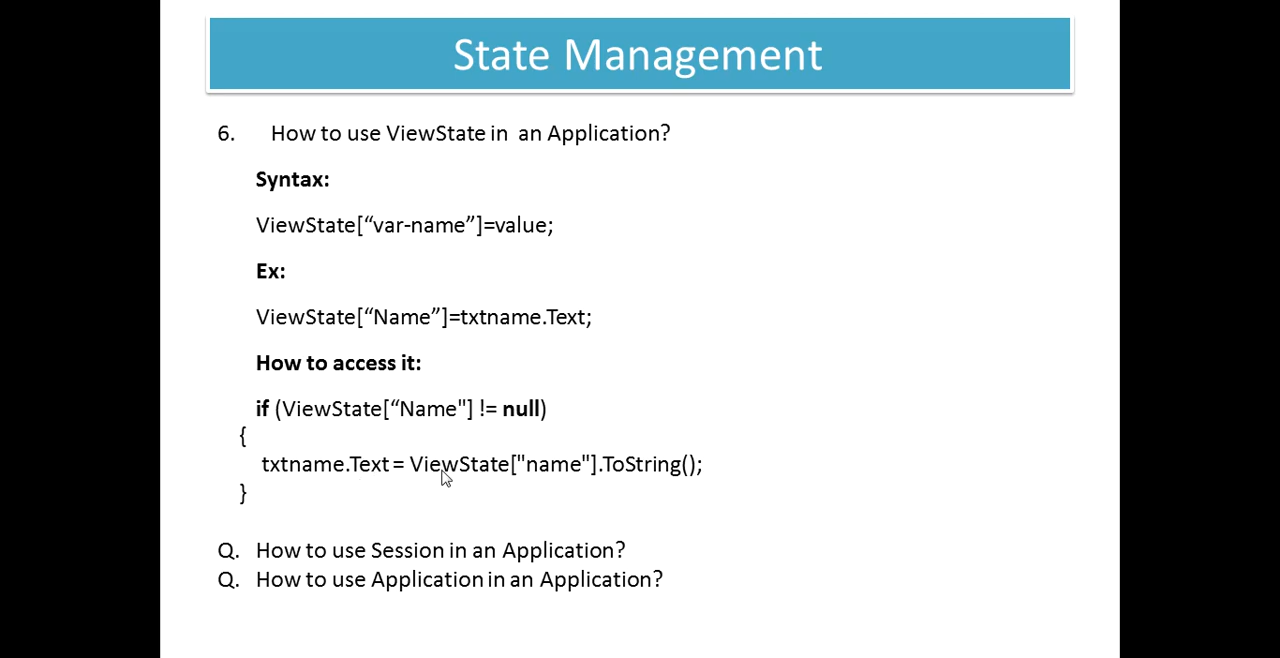 State Management
6. How to use ViewState in an Application?
Syntax:
ViewState[“var-name”]=value;
Ex:
ViewState[“Name”]=txtname.Text;
How to access it:
if (ViewState[“Name"] != null)
{
txtname.Text = ViewState["name"].ToString();
}
Q. How to use Session in an Application?
Q. How to use Application in an Application?